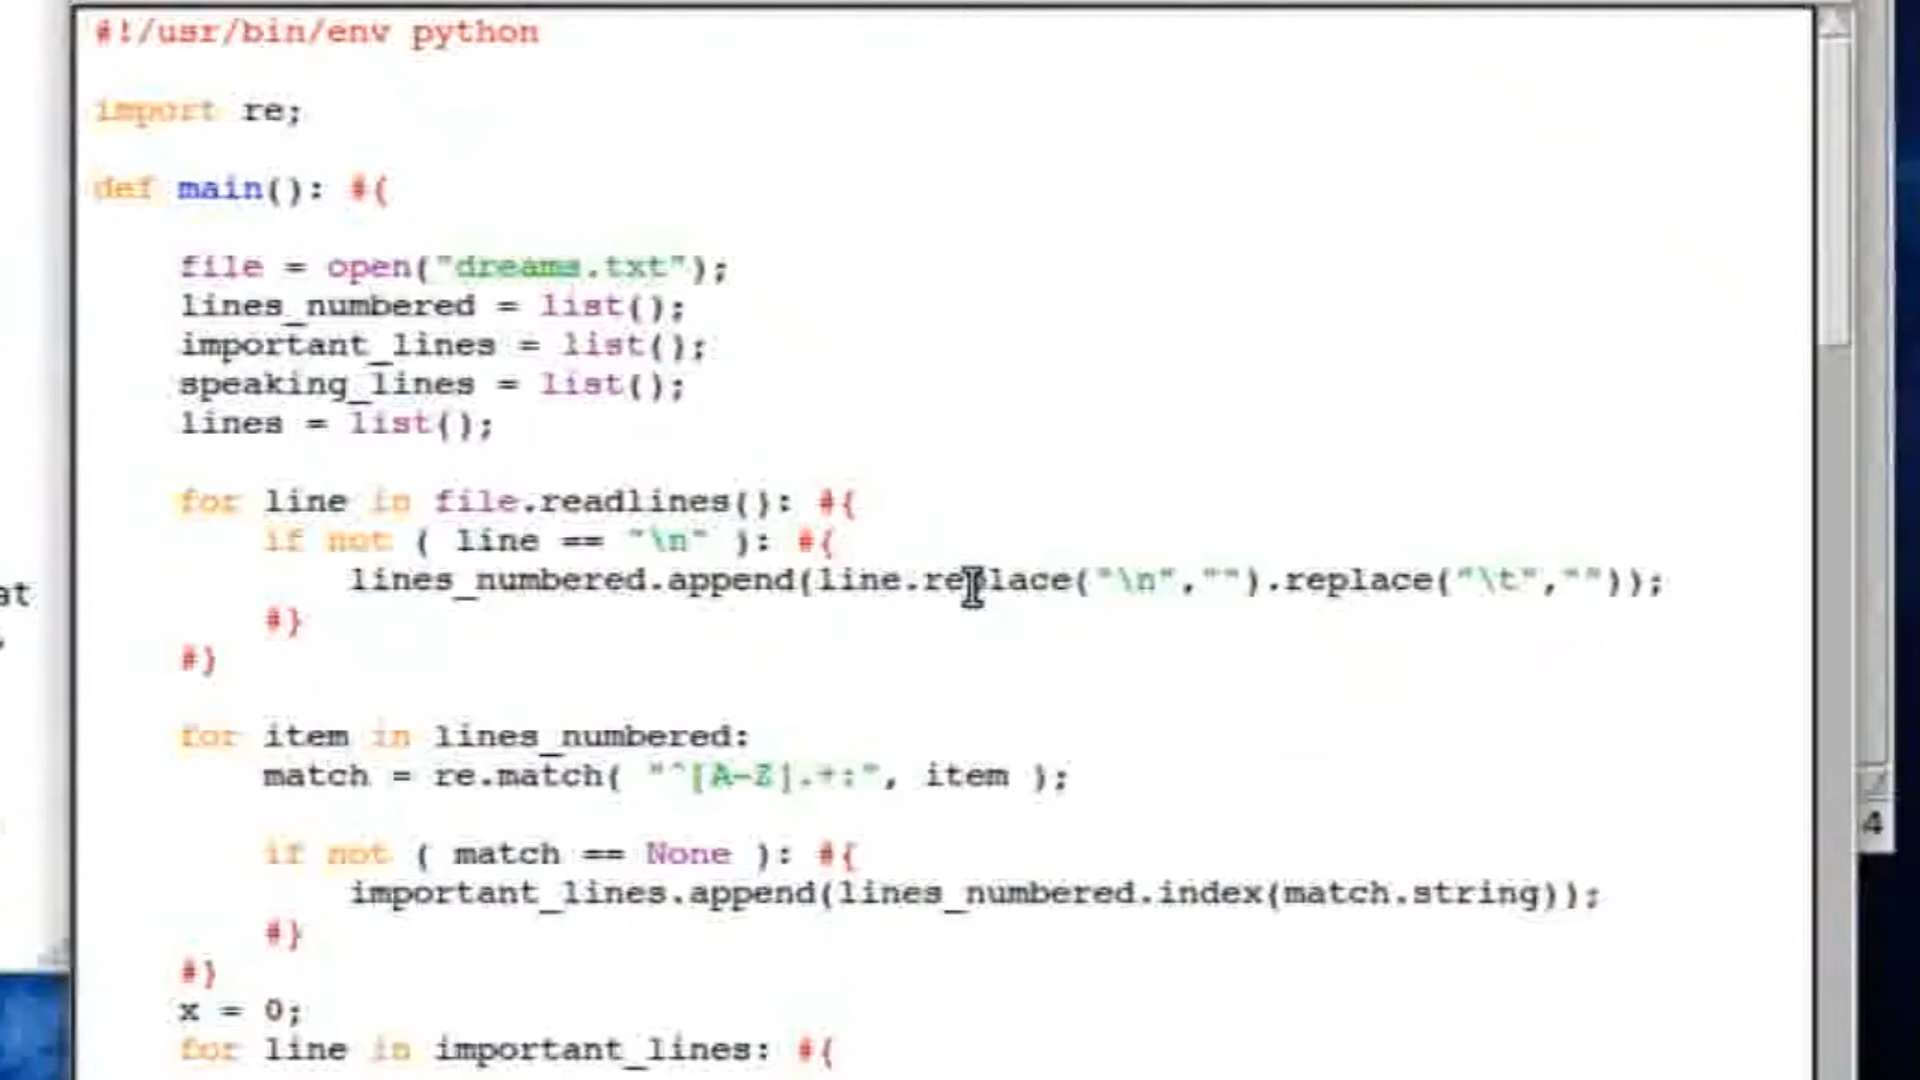 #!/usr/bin/env python
import re;
def main(): #{
file = open("dreams.txt");
lines_numbered = list();
important_lines = list();
speaking_lines = list();
lines = list();
for line in file.readlines(): #{
if not ( line == "\n" ): #{
lines_numbered.append(line.replace("\n","").replace("\t",""));
#}
#}
for item in lines_numbered:
match = re.match( "^[A-Z].+:", item );
if not ( match == None ): #{
important_lines.append(lines_numbered.index(match.string));
#}
#}
x = 0;
for line in important_lines: #{
at
4